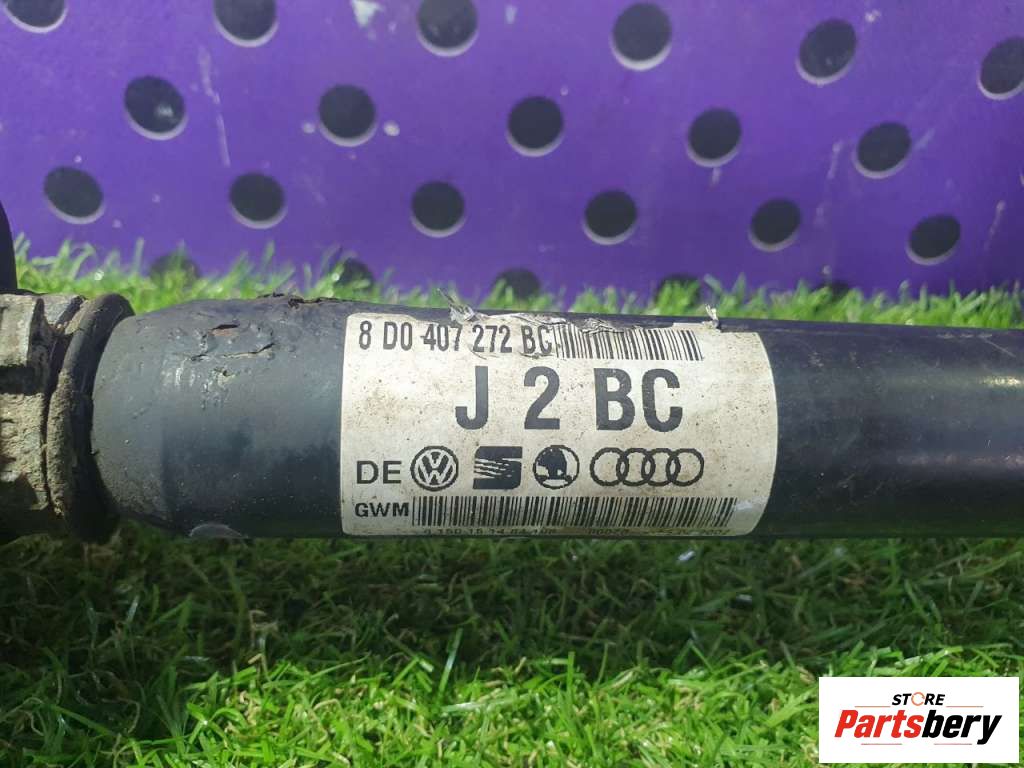 8 D0 407 272 BC
J 2 BC
DE
GWM
STORE
Partsbery